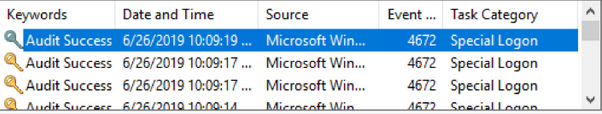 Keywords Date and Time Source Event ... Task Category
Audit Success 6/26/2019 10:09:19 ... Microsoft Win... 4672 Special Logon
Audit Success 6/26/2019 10:09:17 ... Microsoft Win... 4672 Special Logon
Audit Success 6/26/2019 10:09:17 ... Microsoft Win... 4672 Special Logon
Audit Success 6/26/2019 10:09:14 Microsoft Win... 4672 Special Logon